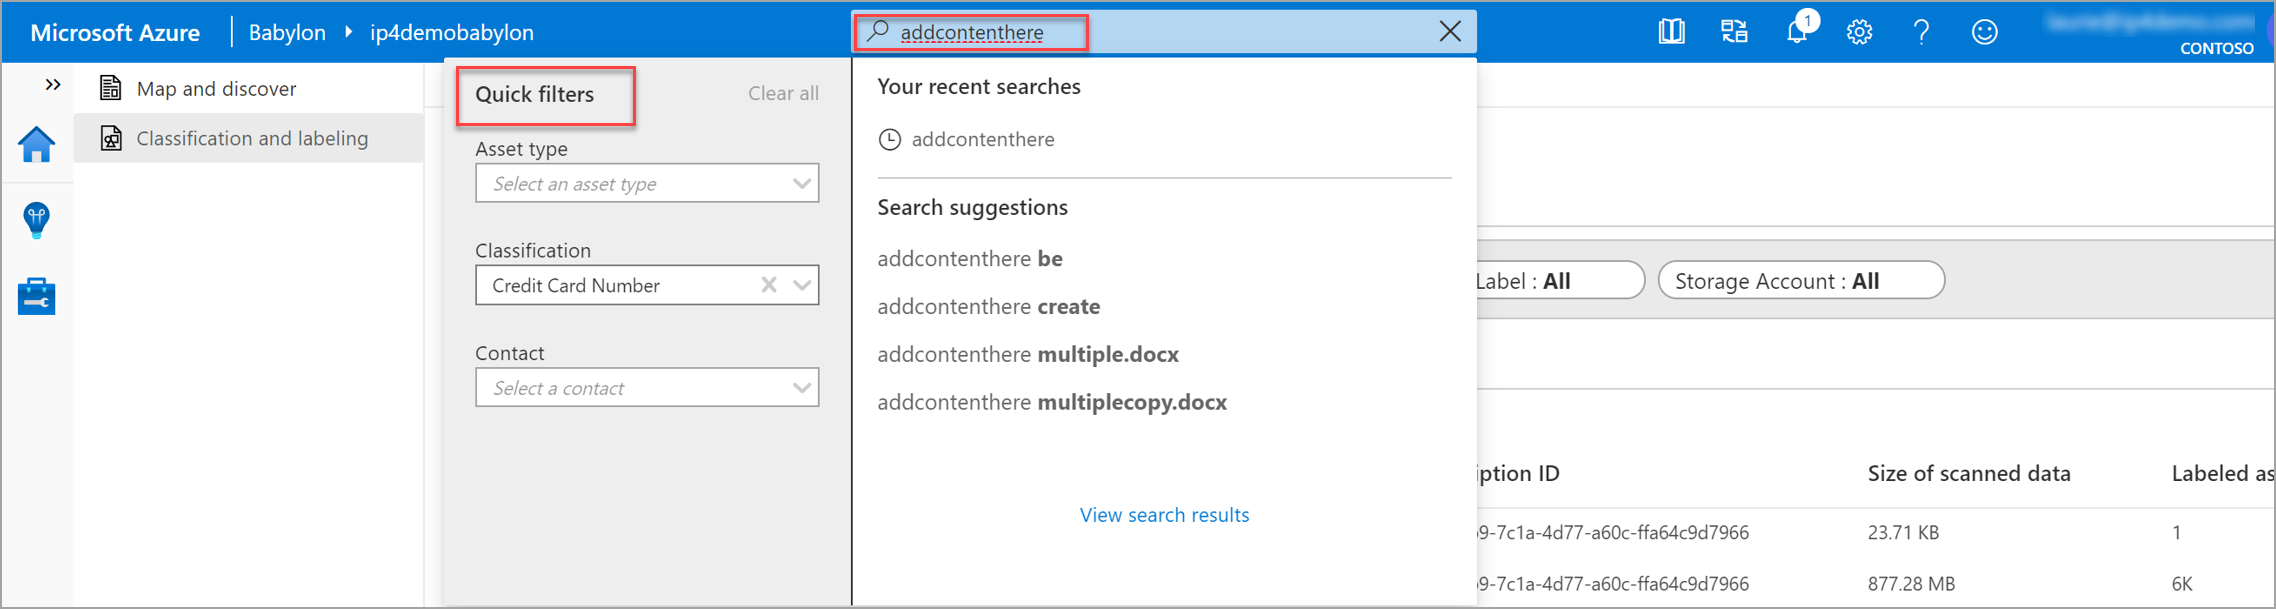 Microsoft Azure Babylon ip4demobabylon
addcontenthere
1
CONTOSO
Map and discover
Classification and labeling
Quick filters Clear all
Asset type
Select an asset type
Classification
Credit Card Number
Contact
Select a contact
Your recent searches
addcontenthere
Search suggestions
addcontenthere be
addcontenthere create
addcontenthere multiple.docx
addcontenthere multiplecopy.docx
View search results
Label : All Storage Account : All
iption ID Size of scanned data Labeled as
9-7c1a-4d77-a60c-ffa64c9d7966 23.71 KB 1
9-7c1a-4d77-a60c-ffa64c9d7966 877.28 MB 6K